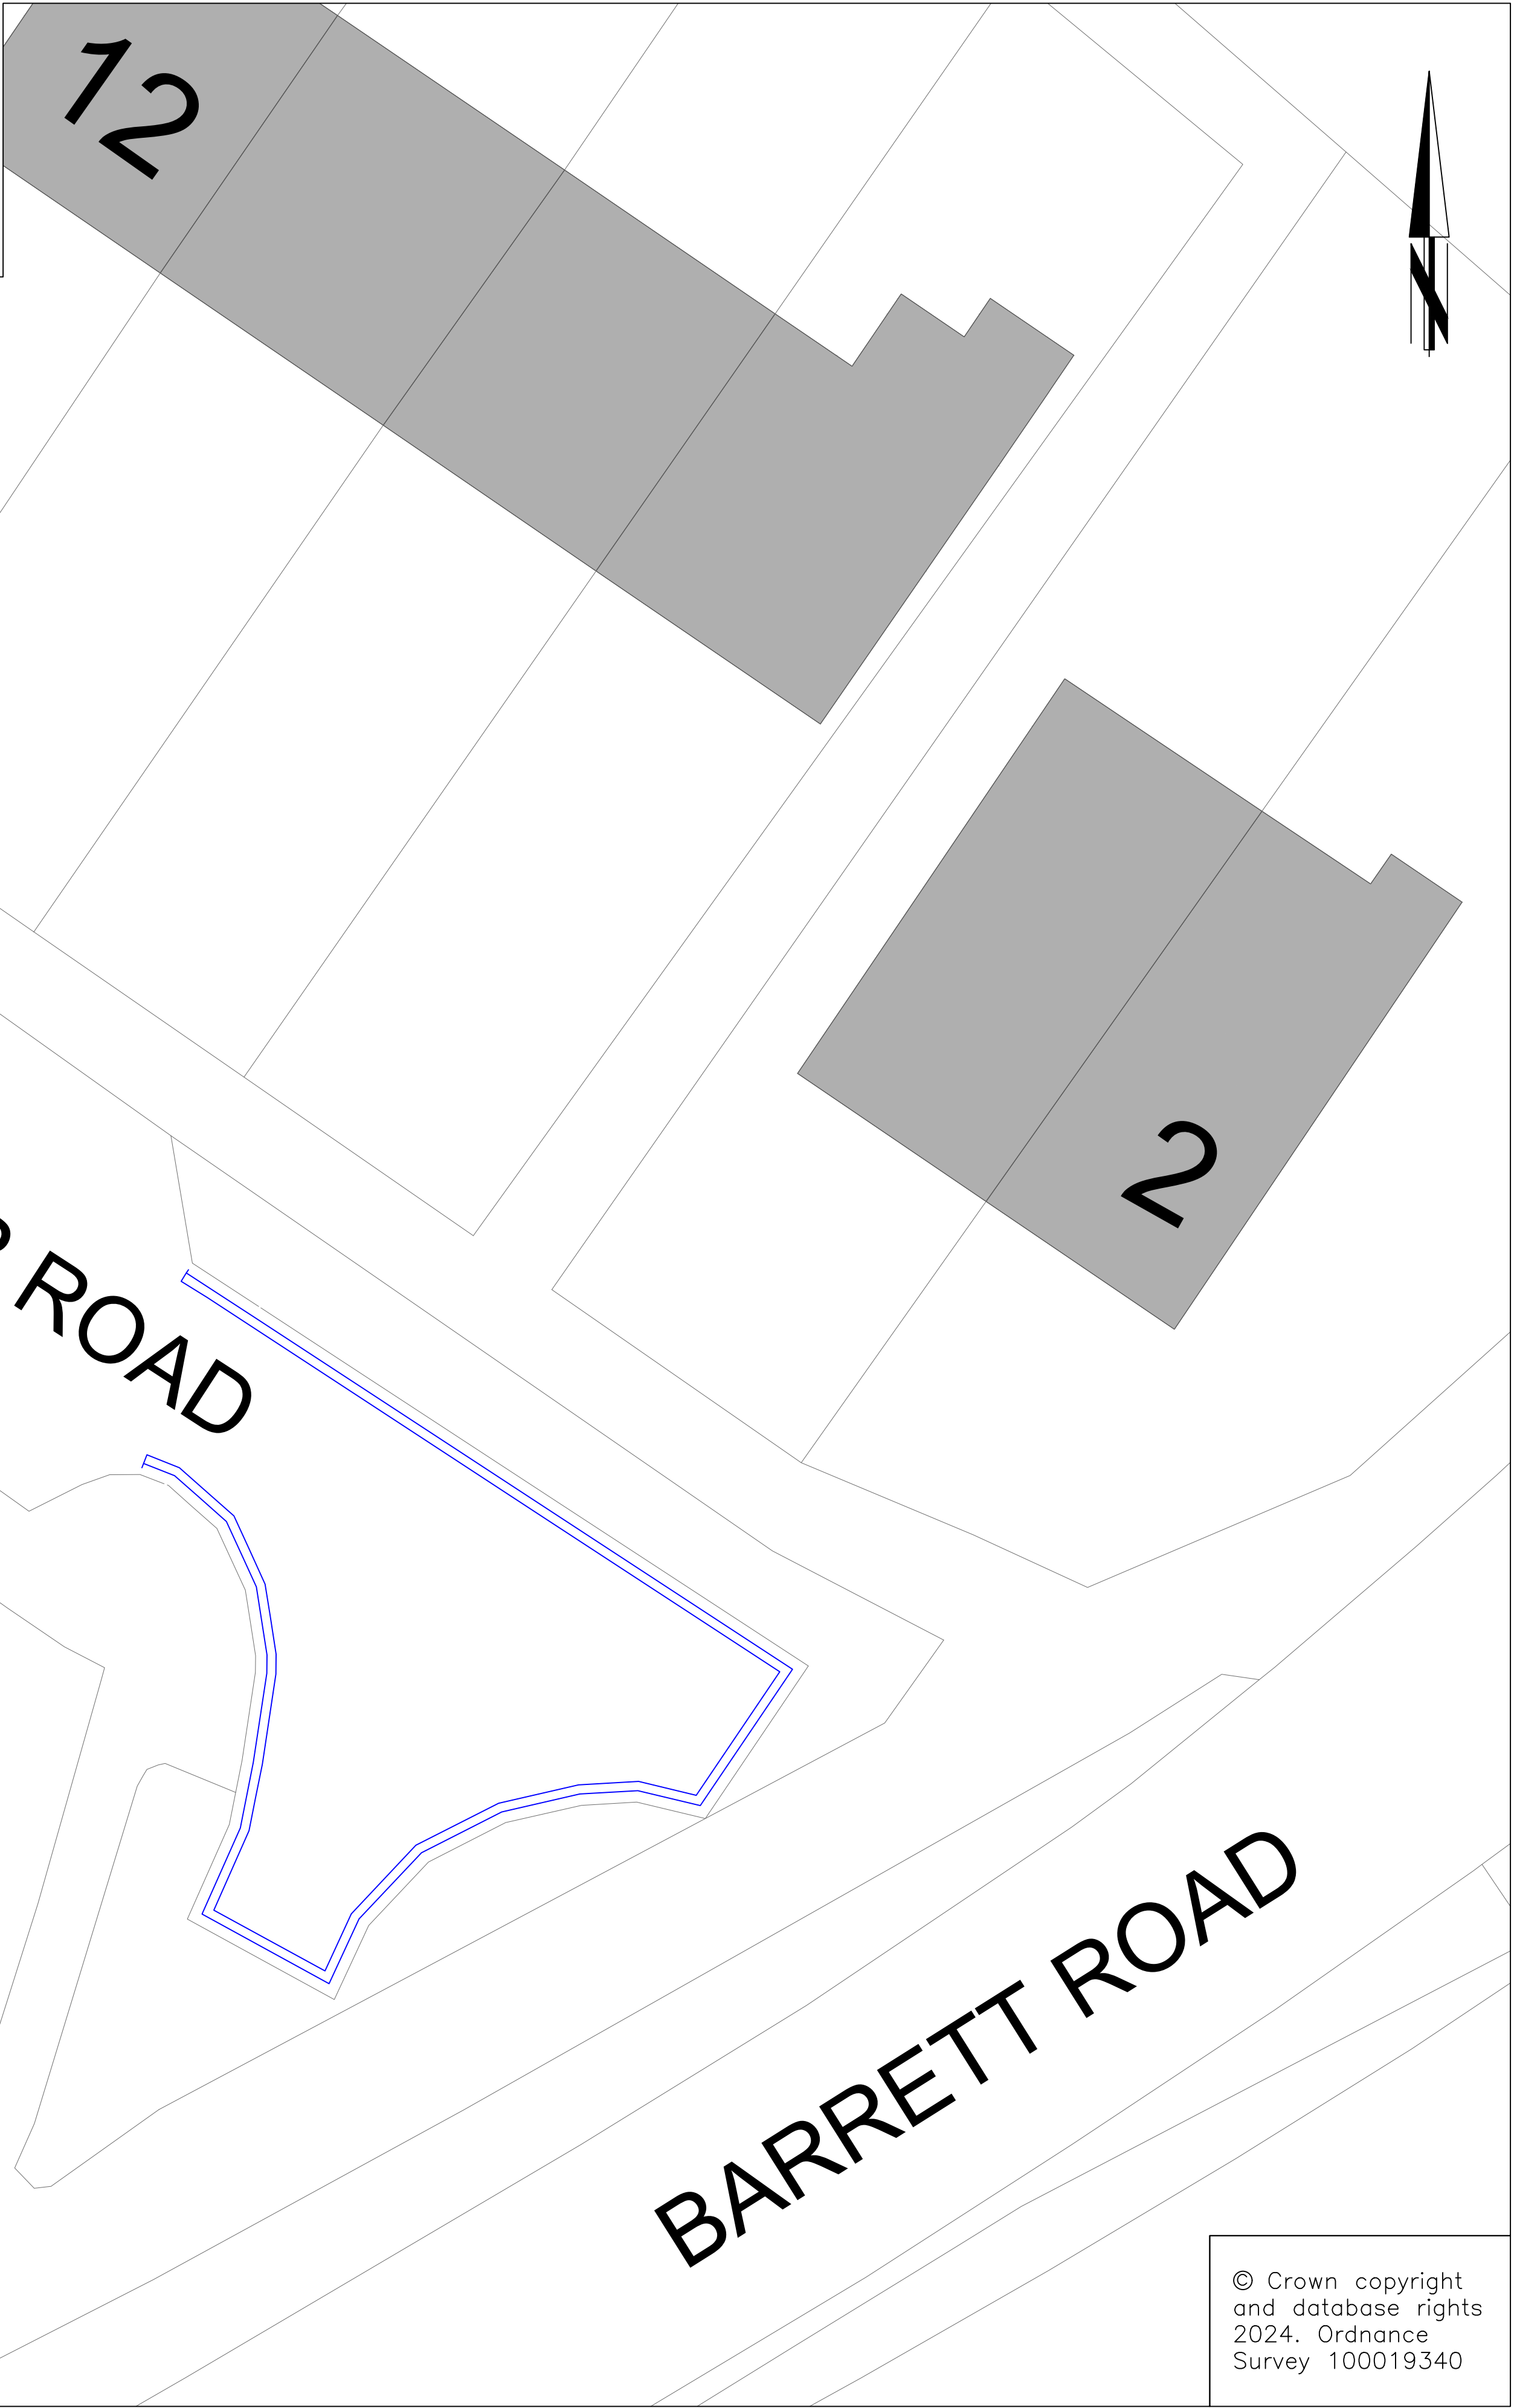 12
N
2
ROAD
BARRETT ROAD
© Crown copyright
and database rights
2024. Ordnance
Survey 100019340